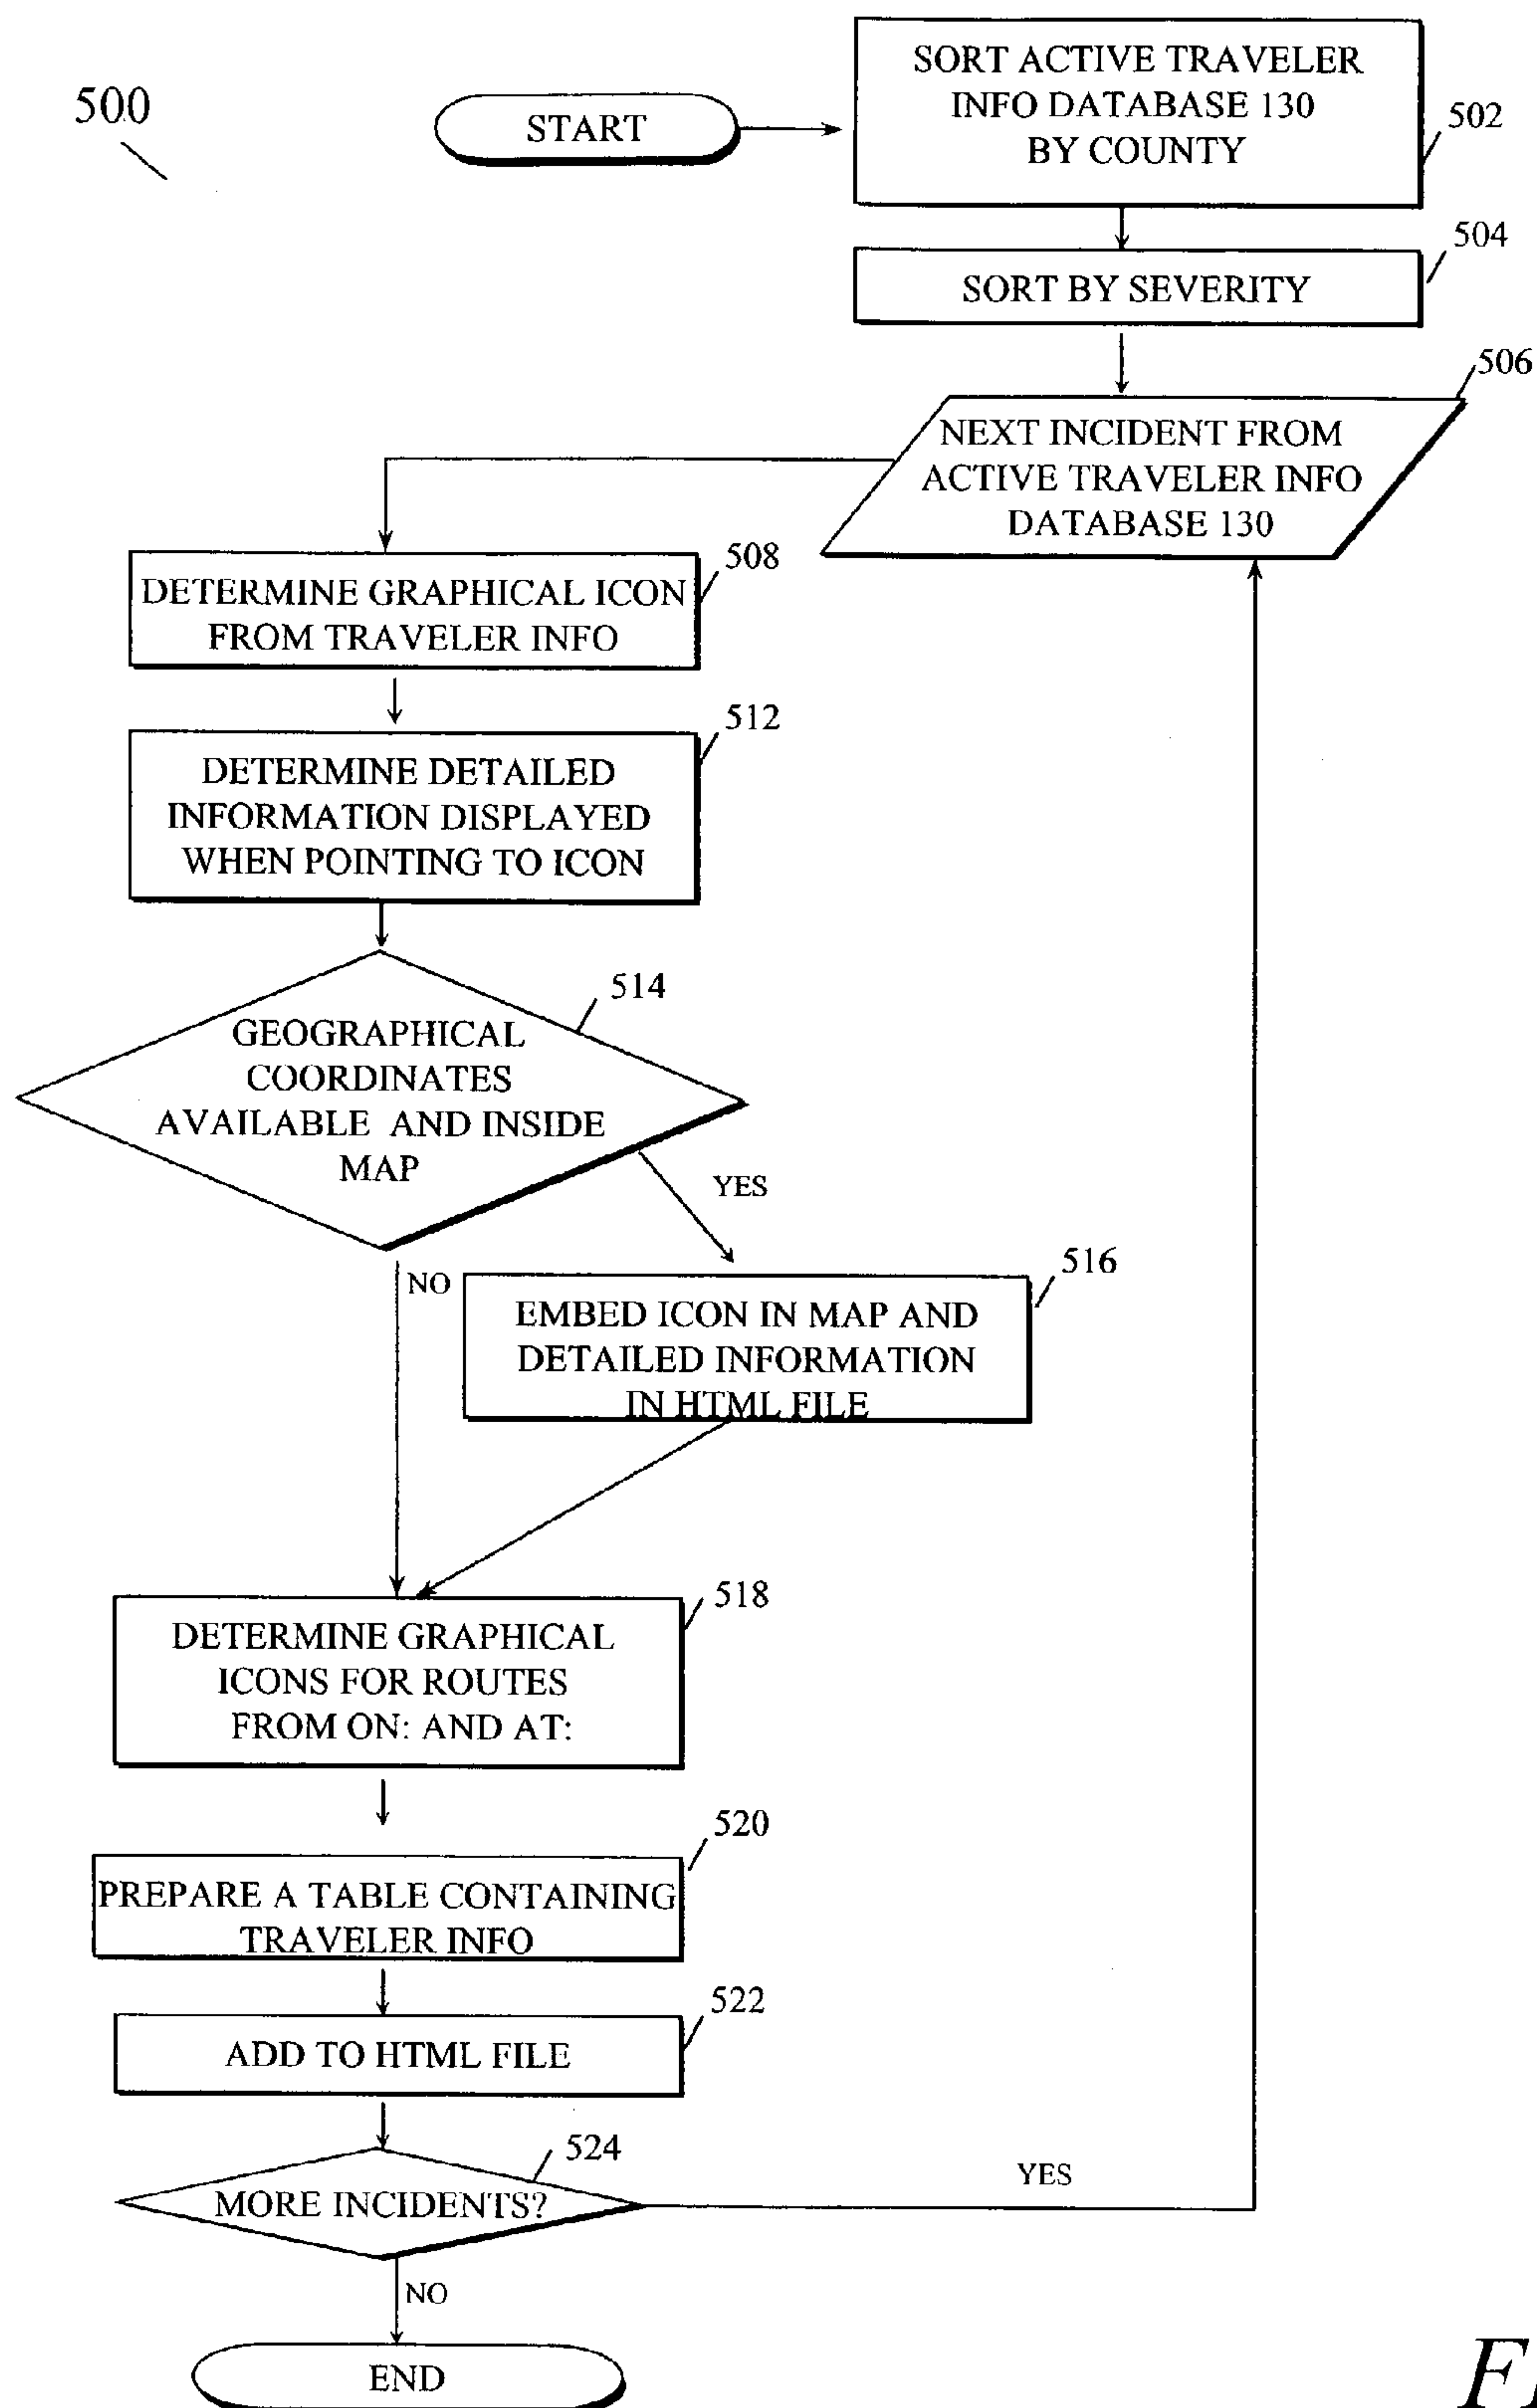 500
START
SORT ACTIVE TRAVELER
INFO DATABASE 130
BY COUNTY
502
SORT BY SEVERITY
504
NEXT INCIDENT FROM
ACTIVE TRAVELER INFO
DATABASE 130
506
DETERMINE GRAPHICAL ICON
FROM TRAVELER INFO
508
DETERMINE DETAILED
INFORMATION DISPLAYED
WHEN POINTING TO ICON
512
GEOGRAPHICAL
COORDINATES
AVAILABLE AND INSIDE
MAP
514
YES
NO
EMBED ICON IN MAP AND
DETAILED INFORMATION
IN HTML FILE
516
DETERMINE GRAPHICAL
ICONS FOR ROUTES
FROM ON: AND AT:
518
PREPARE A TABLE CONTAINING
TRAVELER INFO
520
ADD TO HTML FILE
522
MORE INCIDENTS?
524
YES
NO
END